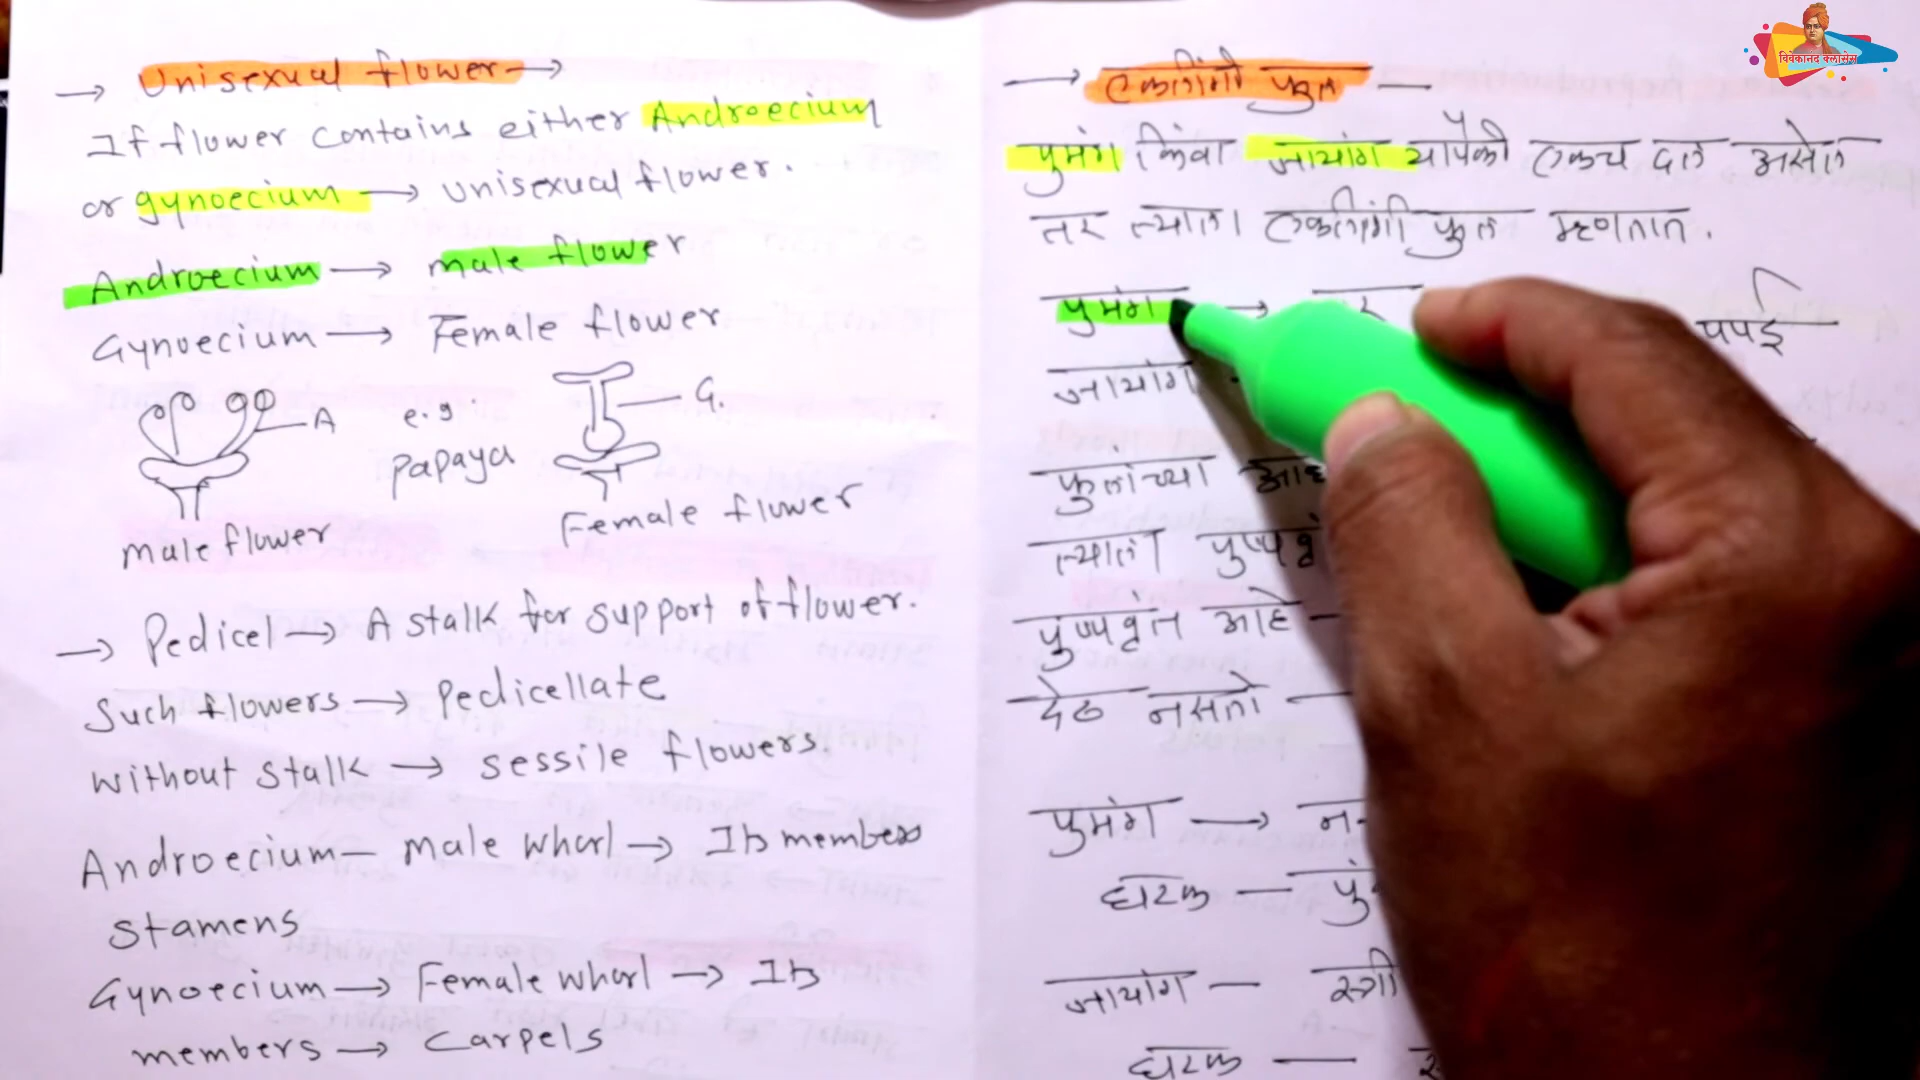 → Unisexual flower →
If flower contains either Androecium
or gynoecium → unisexual flower.
Androecium → male flower
Gynoecium → Female flower
A
e.g.
papaya
G.
male flower
Female flower
→ Pedicel → A stalk for support of flower.
Such flowers → Pedicellate
without stalk → sessile flowers.
Androecium – male whorl → Its members
stamens
Gynoecium → Female whorl → Its
members → carpels
→ एकलिंगी फुल —
पुमंग किंवा जायांग यांपैकी एकच दल असेल
तर त्याला एकलिंगी फुल म्हणतात.
पुमंग →
पपई
जायांग
फुलांच्या
त्याला
पुष्पवृंत आहे –
देठ नसतो –
पुमंग →
घटक —
जायांग — स्त्री
घटक —
विवेकानंद क्लासेस